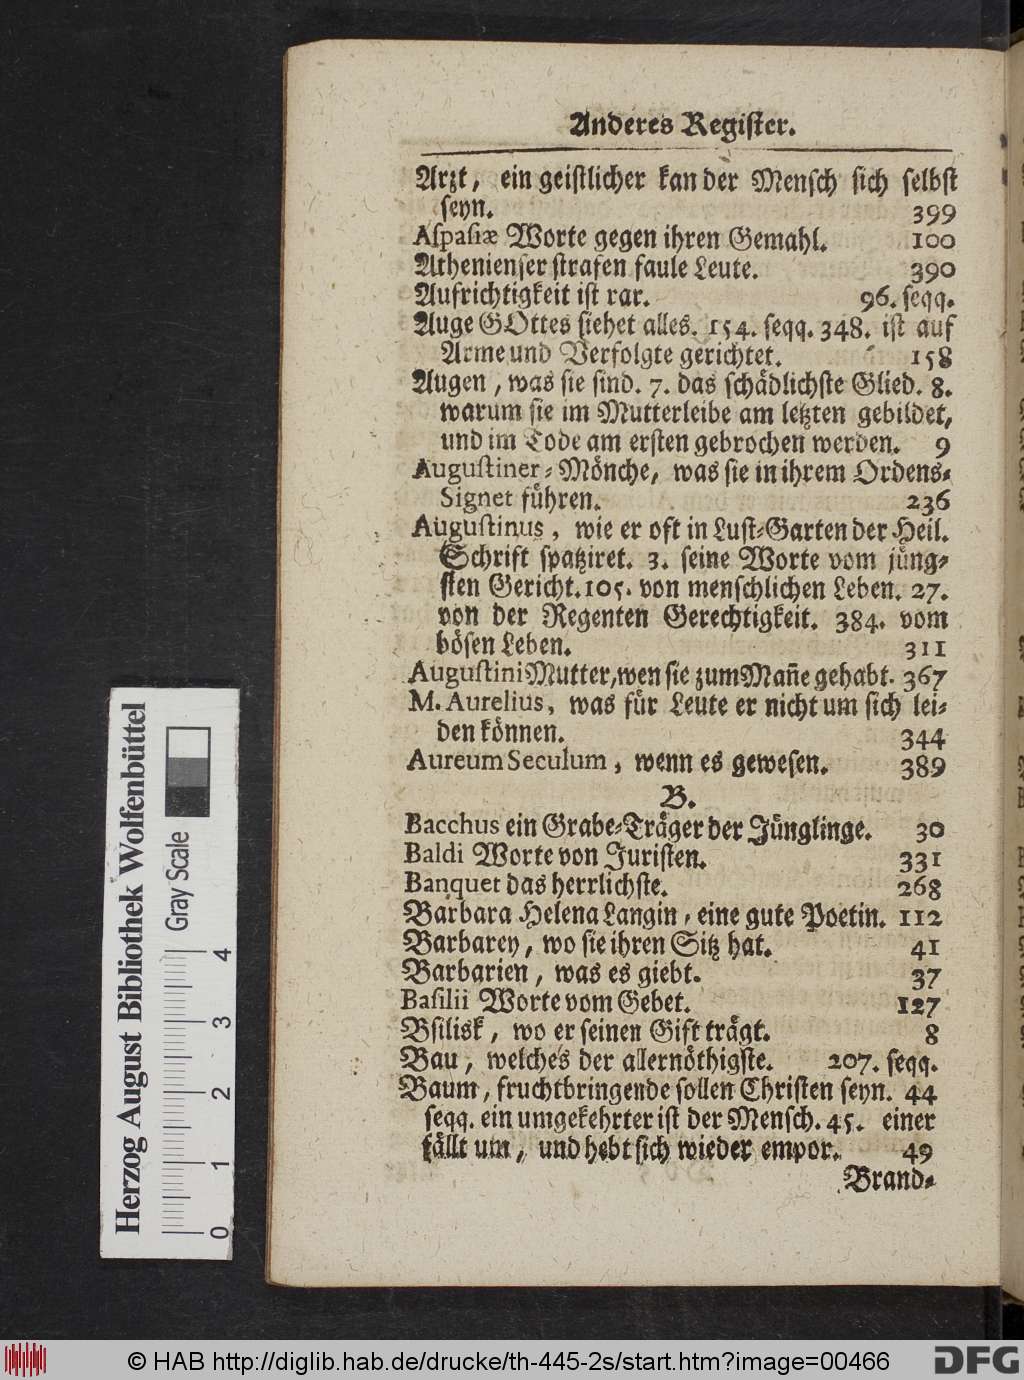 Anderes Regiſter.
Arzt, ein geiſtlicher kan der Menſch ſich ſelbſt
ſeyn. 399
Aſpaſiæ Worte gegen ihren Gemahl. 100
Athenienſer ſtrafen faule Leute. 390
Aufrichtigkeit iſt rar. 96. ſeqq.
Auge GOttes ſiehet alles. 154. ſeqq. 348. iſt auf
Arme und Verfolgte gerichtet. 158
Augen, was ſie ſind. 7. das ſchädlichſte Glied. 8.
warum ſie im Mutterleibe am letzten gebildet,
und im Tode am erſten gebrochen werden. 9
Auguſtiner-Mönche, was ſie in ihrem Ordens-
Signet führen. 236
Auguſtinus, wie er oft in Luſt-Garten der Heil.
Schrift ſpatziret. 3. ſeine Worte vom jüng-
ſten Gericht. 105. von menſchlichen Leben. 27.
von der Regenten Gerechtigkeit. 384. vom
böſen Leben. 311
Auguſtini Mutter, wen ſie zum Mañe gehabt. 367
M. Aurelius, was für Leute er nicht um ſich lei-
den können. 344
Aureum Seculum, wenn es geweſen. 389
B.
Bacchus ein Grabe-Träger der Jünglinge. 30
Baldi Worte von Juriſten. 331
Banquet das herrlichſte. 268
Barbara Helena Langin, eine gute Poetin. 112
Barbarey, wo ſie ihren Sitz hat. 41
Barbarien, was es giebt. 37
Baſilii Worte vom Gebet. 127
Bſilisk, wo er ſeinen Gift trägt. 8
Bau, welches der allernöthigſte. 207. ſeqq.
Baum, fruchtbringende ſollen Chriſten ſeyn. 44
ſeqq. ein umgekehrter iſt der Menſch. 45. einer
fällt um, und hebt ſich wieder empor. 49
Brand-
Herzog August Bibliothek Wolfenbüttel
Gray Scale
0 1 2 3 4
© HAB http://diglib.hab.de/drucke/th-445-2s/start.htm?image=00466
DFG